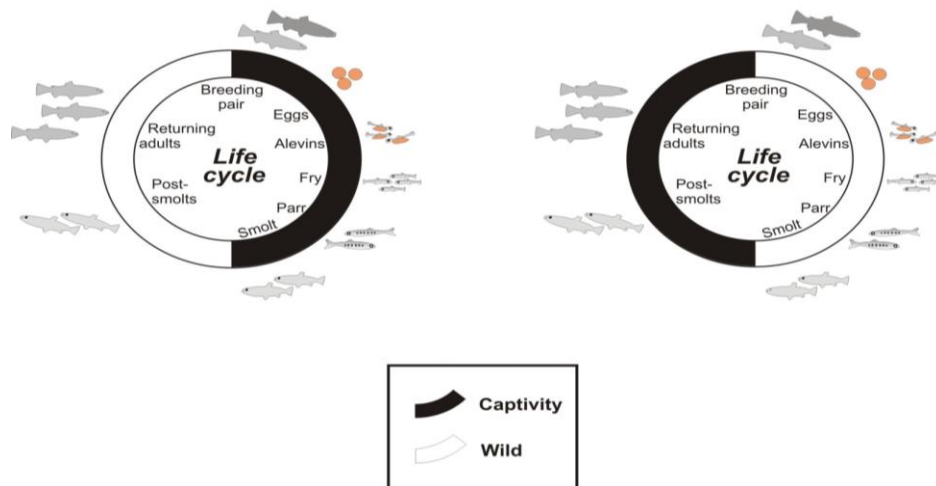 Breeding
pair
Eggs
Returning
adults
Alevins
Life
cycle
Fry
Post-
smolts
Parr
Smolt
Breeding
pair
Eggs
Returning
adults
Alevins
Life
cycle
Fry
Post-
smolts
Parr
Smolt
Captivity
Wild